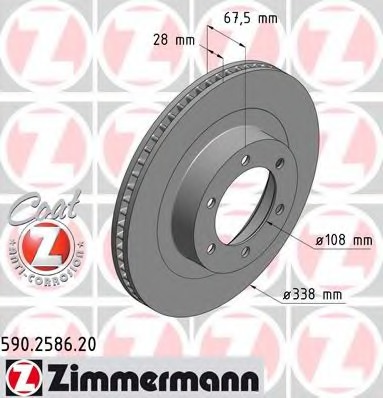 67,5 mm
28 mm
Coat
Z
ANTI-CORROSION
ø108 mm
ø338 mm
590.2586.20
Z Zimmermann